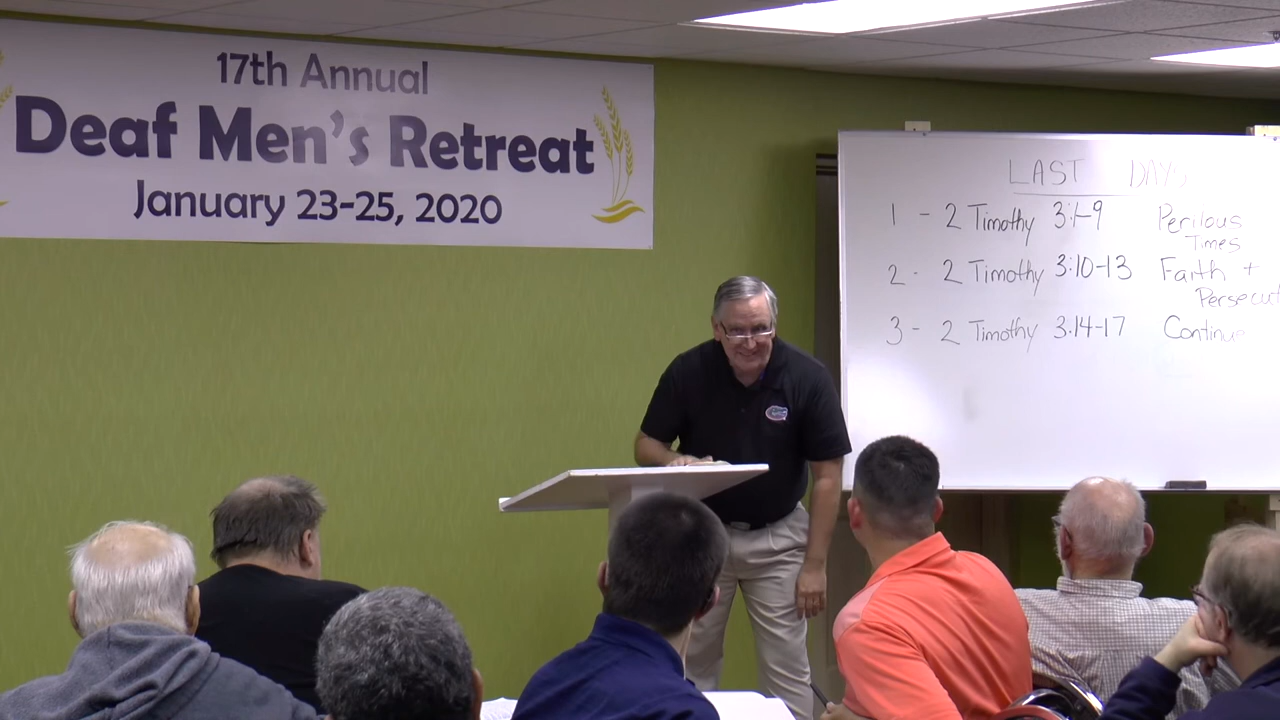 17th Annual
Deaf Men's Retreat
January 23-25, 2020
LAST DAYS
1 - 2 Timothy 3:1-9 Perilous
Times
2 - 2 Timothy 3:10-13 Faith +
Persecut
3 - 2 Timothy 3:14-17 Continue